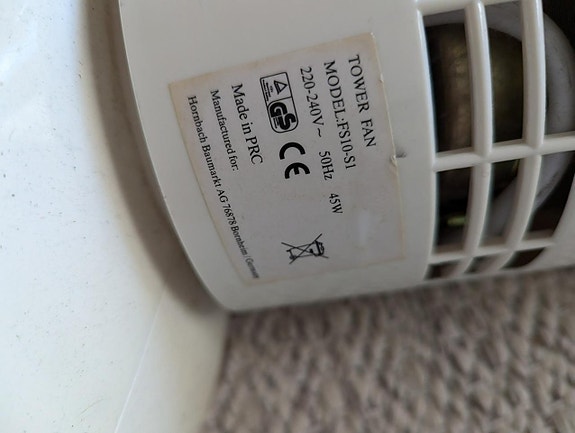 TOWER FAN
MODEL:FS10-S1
220-240V~ 50Hz 45W
GS CE
Made in PRC
Manufactured for:
Hornbach Baumarkt AG 76878 Bornheim / Germany